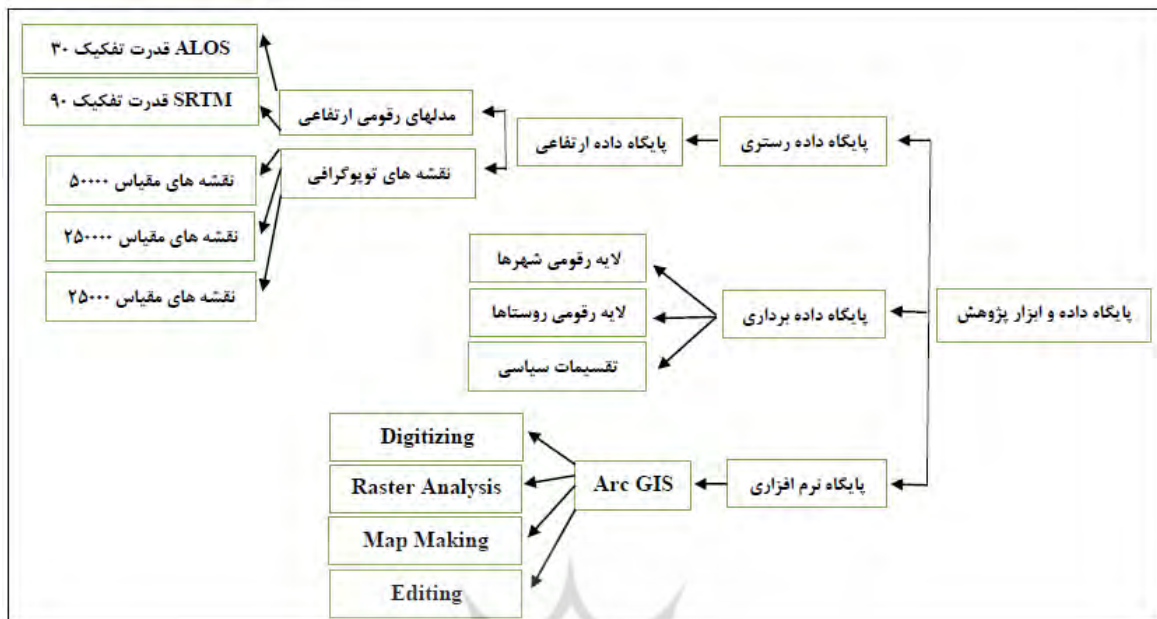 پایگاه داده و ابزار پژوهش
پایگاه داده رستری
پایگاه داده ارتفاعی
مدلهای رقومی ارتفاعی
ALOS قدرت تفکیک ۳۰
SRTM قدرت تفکیک ۹۰
نقشه های توپوگرافی
نقشه های مقیاس ۵۰۰۰۰
نقشه های مقیاس ۲۵۰۰۰۰
نقشه های مقیاس ۲۵۰۰۰
پایگاه داده برداری
لایه رقومی شهرها
لایه رقومی روستاها
تقسیمات سیاسی
پایگاه نرم افزاری
Arc GIS
Digitizing
Raster Analysis
Map Making
Editing